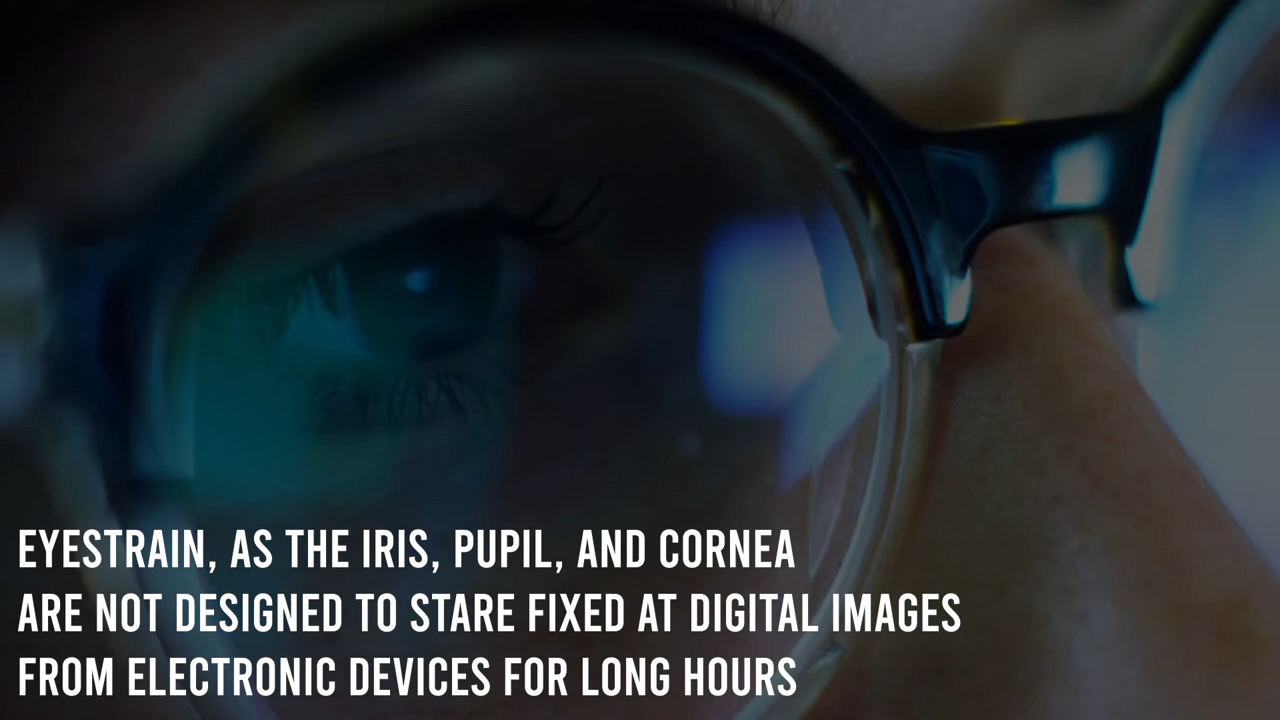 EYESTRAIN, AS THE IRIS, PUPIL, AND CORNEA
ARE NOT DESIGNED TO STARE FIXED AT DIGITAL IMAGES
FROM ELECTRONIC DEVICES FOR LONG HOURS